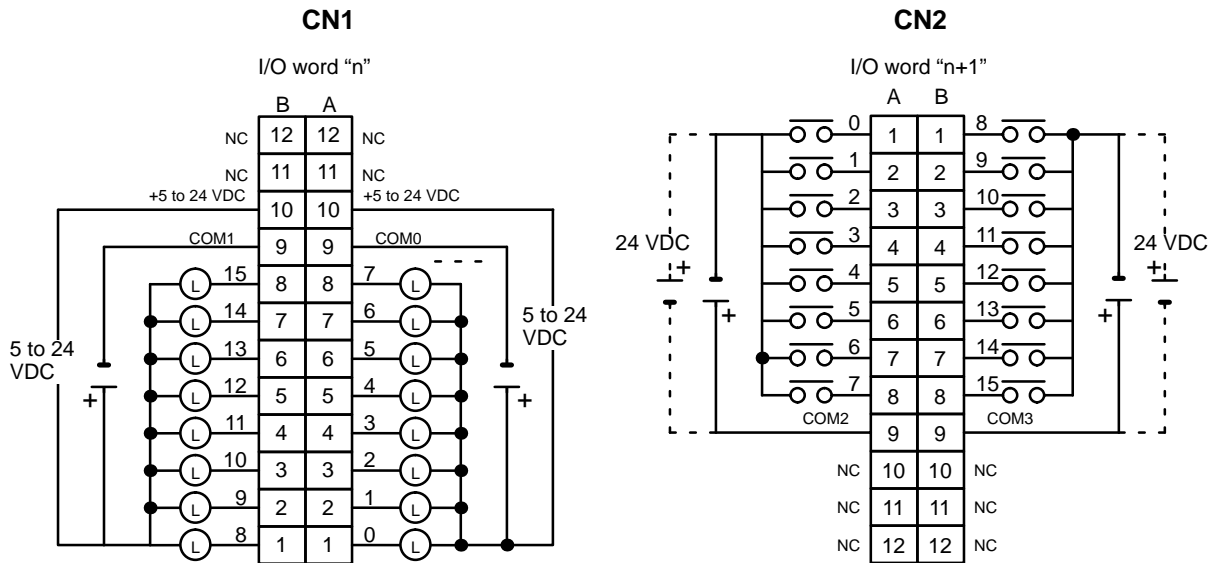 CN1
I/O word “n”
B A
NC 12 12 NC
NC 11 11 NC
+5 to 24 VDC 10 10 +5 to 24 VDC
COM1 9 9 COM0
L 15 8 8 7 L
L 14 7 7 6 L
L 13 6 6 5 L
L 12 5 5 4 L
L 11 4 4 3 L
L 10 3 3 2 L
L 9 2 2 1 L
L 8 1 1 0 L
5 to 24
VDC
+
5 to 24
VDC
+
CN2
I/O word “n+1”
A B
0 1 1 8
1 2 2 9
2 3 3 10
3 4 4 11
4 5 5 12
5 6 6 13
6 7 7 14
7 8 8 15
COM2 9 9 COM3
NC 10 10 NC
NC 11 11 NC
NC 12 12 NC
24 VDC
+
+
24 VDC
+
+